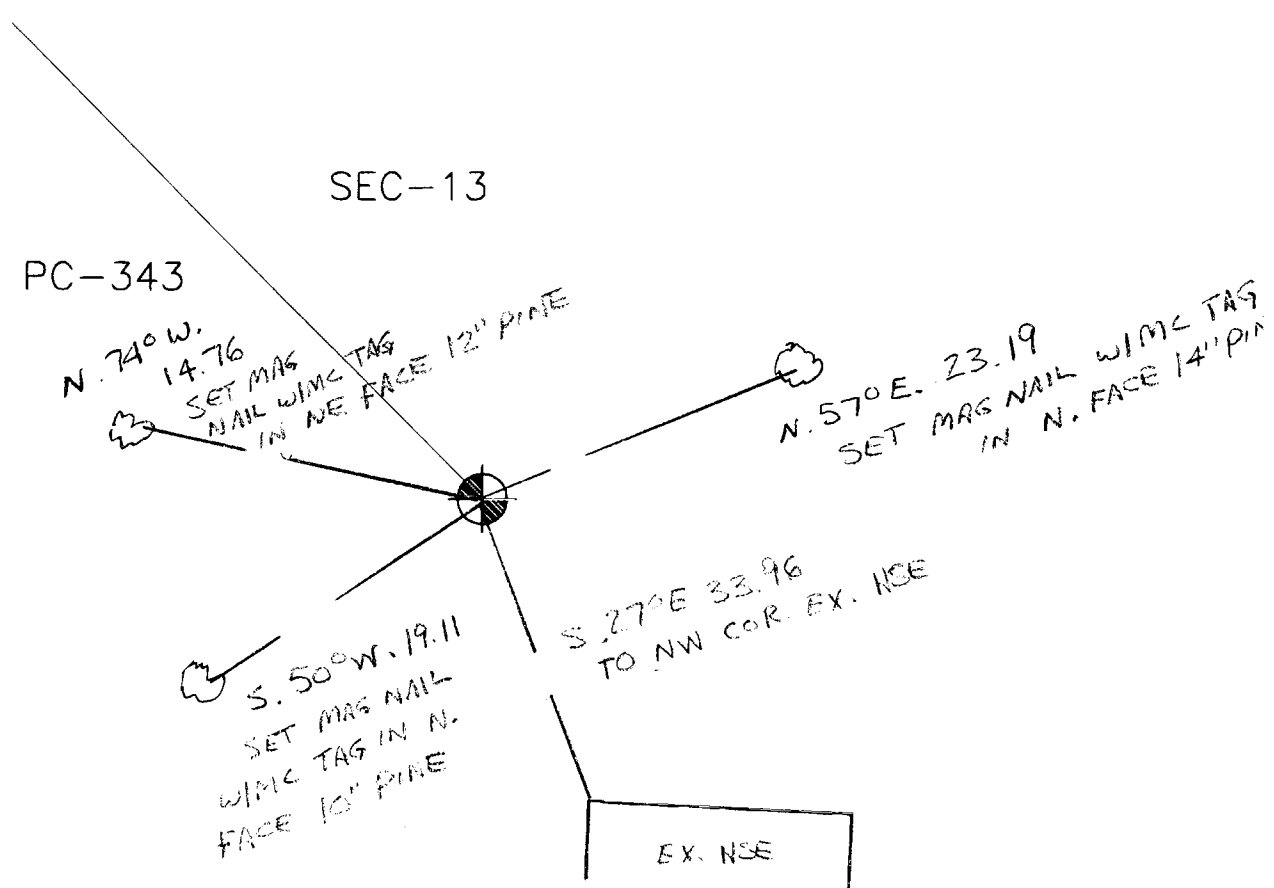 SEC-13
PC-343
N. 74° W.
14.76
SET MAG
NAIL W/MC TAG
IN NE FACE 12" PINE
N. 57° E. 23.19
SET MAG NAIL W/MC TAG
IN N. FACE 14" PIN
S. 27° E 33.96
TO NW COR. EX. HSE
S. 50° W. 19.11
SET MAG NAIL
W/MC TAG IN N.
FACE 10" PINE
EX. HSE